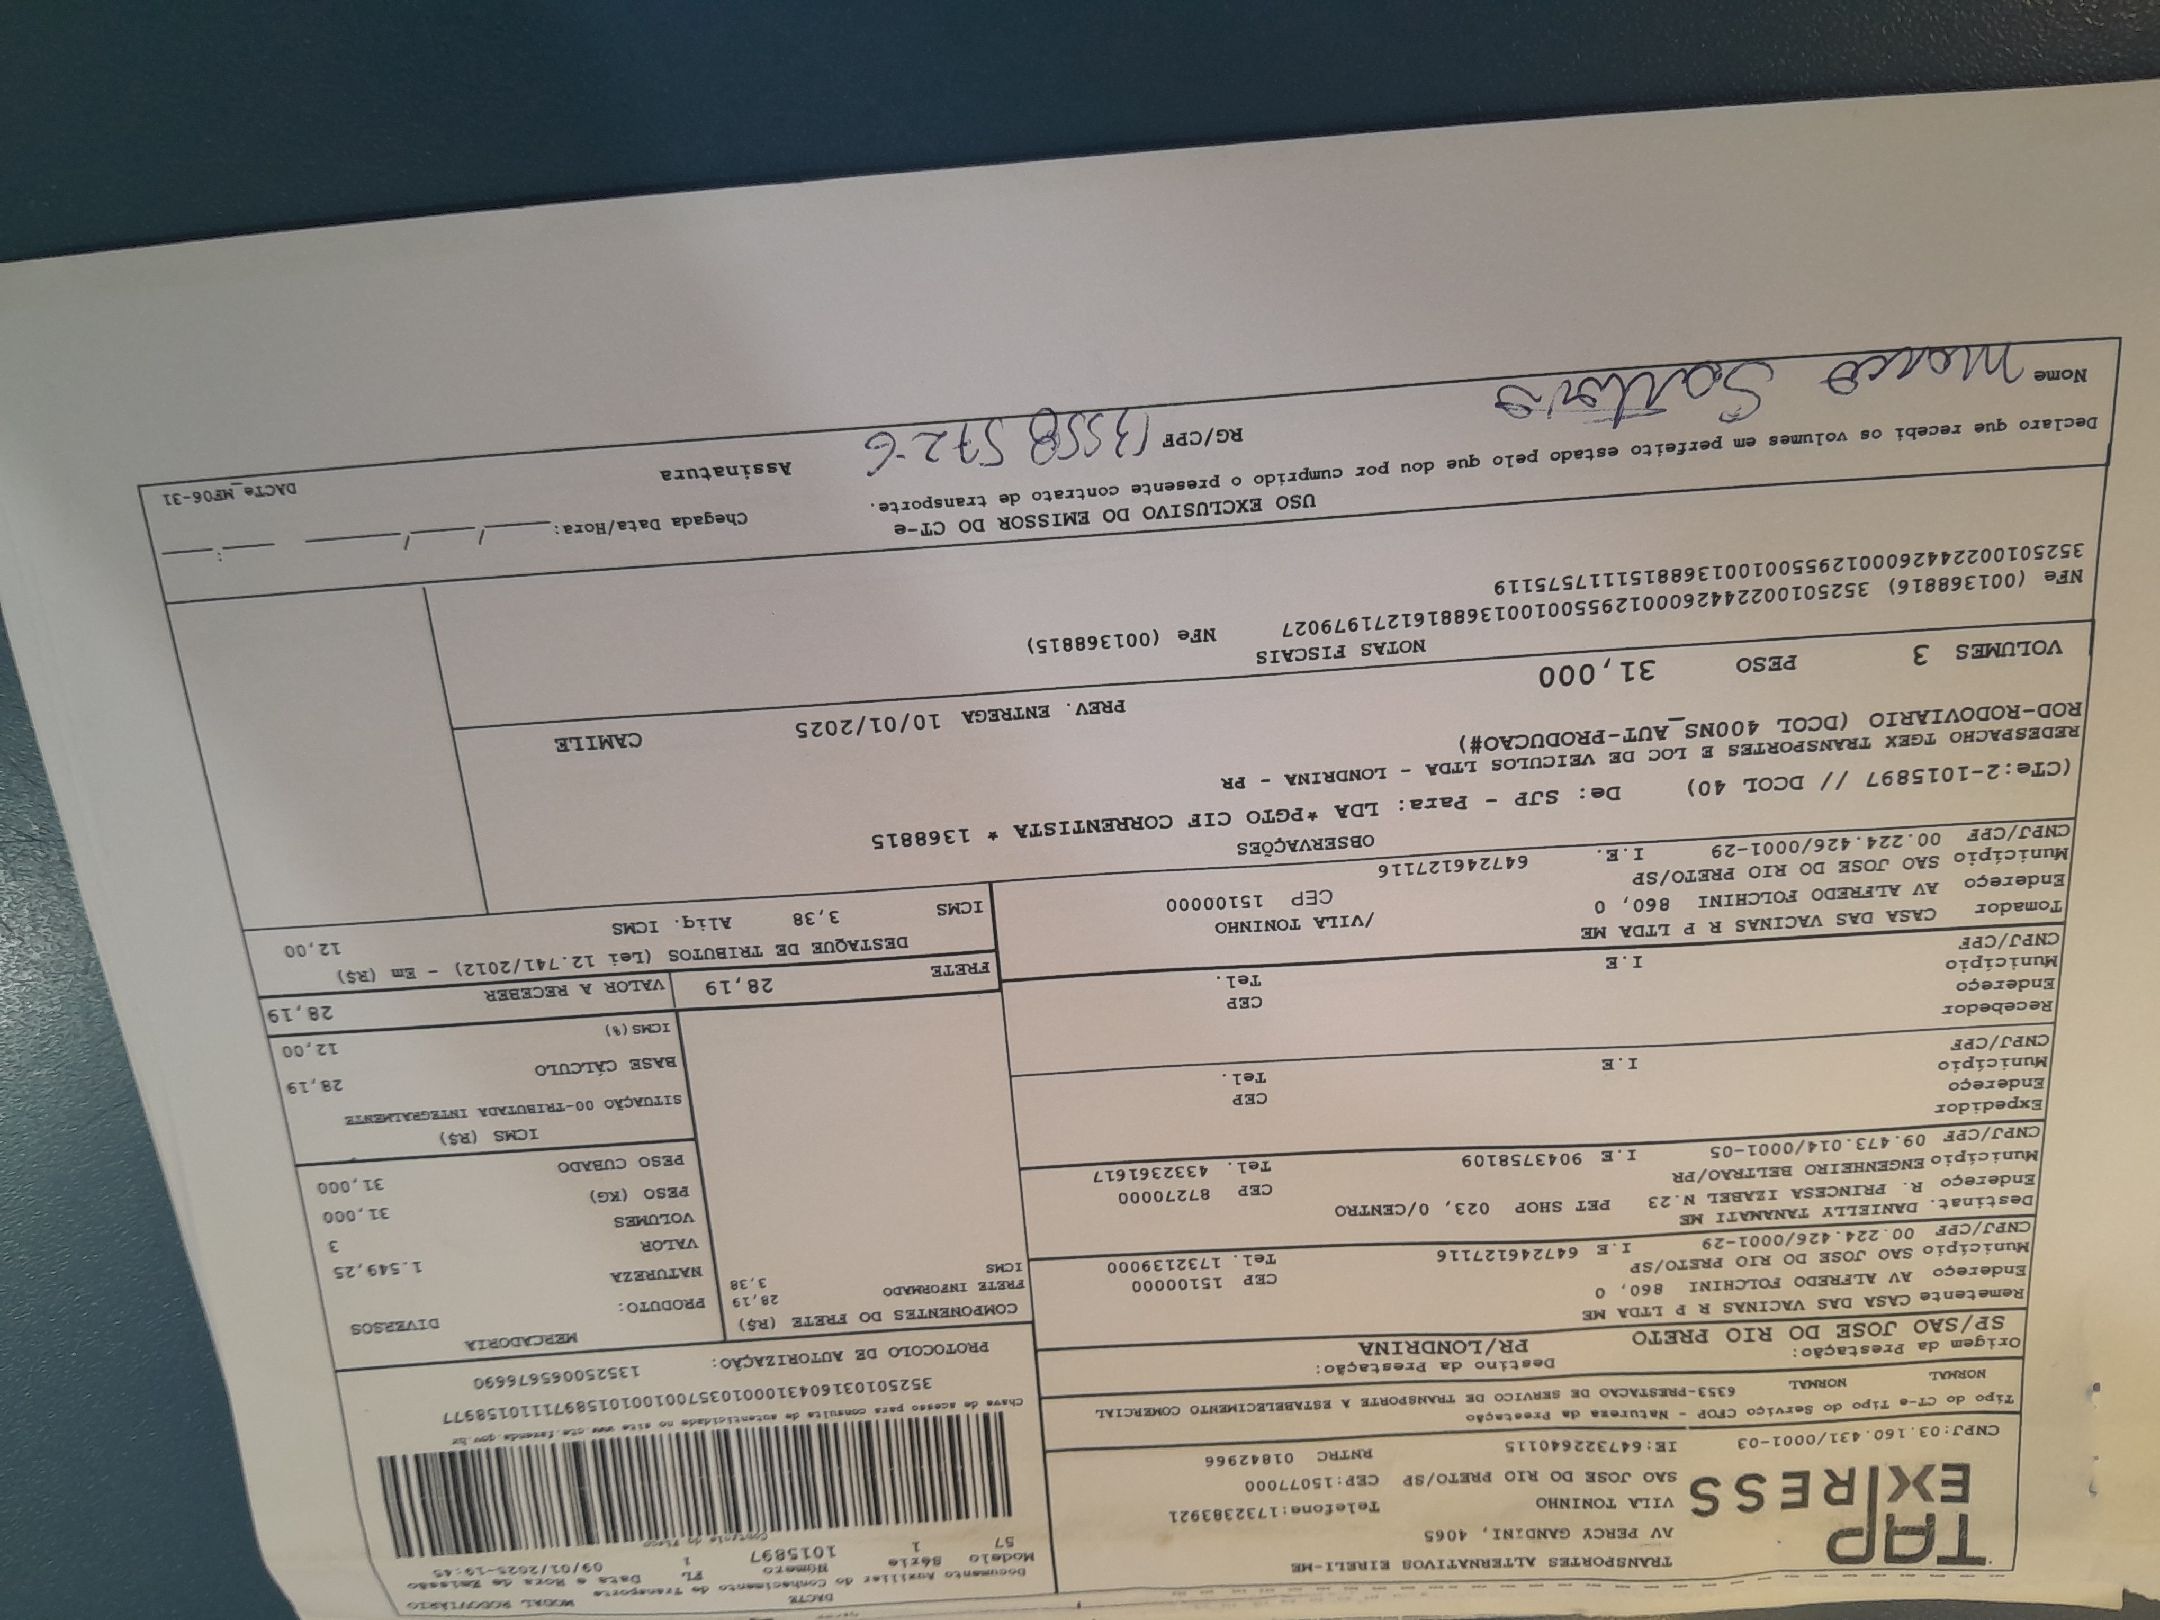 TAP
EXPRESS
TRANSPORTES ALTERNATIVOS EIRELI-ME
AV PERCY GANDINI, 4065
VILA TONINHO Telefone:1732383921
SAO JOSE DO RIO PRETO/SP CEP:15077000
CNPJ:03.160.431/0001-03 IE:647322640115 RNTRC 01842966
DACTE MODAL RODOVIÁRIO
Documento Auxiliar do Conhecimento de Transporte
Modelo Série Número FL Data e Hora de Emissão
57 1 1015897 1 09/01/2025-19:45
Controle do Fisco
Chave de acesso para consulta de autenticidade no site www.cte.fazenda.gov.br
35250103160431000103570010010158971110158977
PROTOCOLO DE AUTORIZAÇÃO: 135250065676690
Tipo do CT-e Tipo do Serviço CFOP - Natureza da Prestação
NORMAL NORMAL 6353-PRESTACAO DE SERVICO DE TRANSPORTE A ESTABELECIMENTO COMERCIAL
Origem da Prestação: Destino da Prestação:
SP/SAO JOSE DO RIO PRETO PR/LONDRINA
Remetente CASA DAS VACINAS R P LTDA ME
Endereço AV ALFREDO FOLCHINI 860, 0 CEP 15100000
Município SAO JOSE DO RIO PRETO/SP Tel. 1732139000
CNPJ/CPF 00.224.426/0001-29 I.E 647246127116
Destinat. DANIELLY TANAMATI ME
Endereço R. PRINCESA IZABEL N.23 PET SHOP 023, 0/CENTRO
Município ENGENHEIRO BELTRAO/PR CEP 87270000
CNPJ/CPF 09.473.014/0001-05 I.E 9043758109 Tel. 4332361617
Expedidor
Endereço CEP
Município Tel.
CNPJ/CPF I.E
Recebedor
Endereço CEP
Município Tel.
CNPJ/CPF I.E
Tomador CASA DAS VACINAS R P LTDA ME
Endereço AV ALFREDO FOLCHINI 860, 0 /VILA TONINHO
Município SAO JOSE DO RIO PRETO/SP CEP 15100000
CNPJ/CPF 00.224.426/0001-29 I.E. 647246127116
COMPONENTES DO FRETE (R$)
FRETE INFORMADO 28,19
ICMS 3,38
MERCADORIA
PRODUTO: DIVERSOS
NATUREZA
VALOR 1.549,25
VOLUMES 3
PESO (KG) 31,000
PESO CUBADO 31,000
ICMS (R$)
SITUAÇÃO 00-TRIBUTADA INTEGRALMENTE
BASE CÁLCULO 28,19
ICMS(%) 12,00
FRETE 28,19 VALOR A RECEBER 28,19
DESTAQUE DE TRIBUTOS (Lei 12.741/2012) - Em (R$)
ICMS 3,38 Aliq. ICMS 12,00
OBSERVAÇÕES
(CTe:2-1015897 // DCOL 40) De: SJP - Para: LDA *PGTO CIF CORRENTISTA * 1368815
REDESPACHO TGEX TRANSPORTES E LOC DE VEICULOS LTDA - LONDRINA - PR
ROD-RODOVIARIO (DCOL 400NS_AUT-PRODUCAO#)
VOLUMES 3 PESO 31,000 PREV. ENTREGA 10/01/2025 CAMILE
NOTAS FISCAIS
NFe (001368816) 35250100224426000129550010013688161271979027 NFe (001368815)
35250100224426000129550010013688151117575119
USO EXCLUSIVO DO EMISSOR DO CT-e
Declaro que recebi os volumes em perfeito estado pelo que dou por cumprido o presente contrato de transporte.
Chegada Data/Hora: ____/____/______ ___:___
Nome Marco Santoris RG/CPF 13558572-6 Assinatura
DACTe_MF06-31